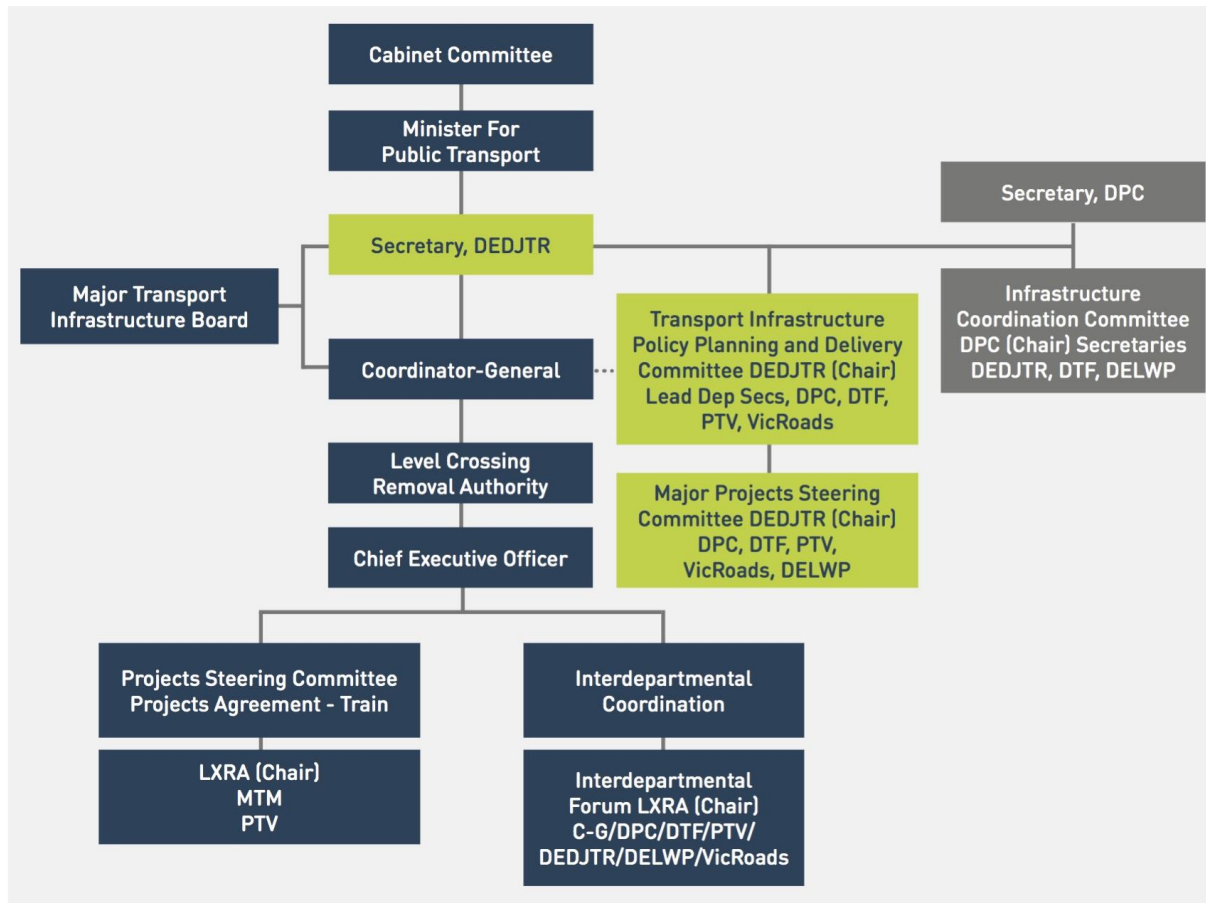 Cabinet Committee
Minister For
Public Transport
Secretary, DPC
Secretary, DEDJTR
Major Transport
Infrastructure Board
Infrastructure
Coordination Committee
DPC (Chair) Secretaries
DEDJTR, DTF, DELWP
Transport Infrastructure
Policy Planning and Delivery
Committee DEDJTR (Chair)
Lead Dep Secs, DPC, DTF,
PTV, VicRoads
Coordinator-General
Level Crossing
Removal Authority
Major Projects Steering
Committee DEDJTR (Chair)
DPC, DTF, PTV,
VicRoads, DELWP
Chief Executive Officer
Projects Steering Committee
Projects Agreement - Train
Interdepartmental
Coordination
LXRA (Chair)
MTM
PTV
Interdepartmental
Forum LXRA (Chair)
C-G/DPC/DTF/PTV/
DEDJTR/DELWP/VicRoads